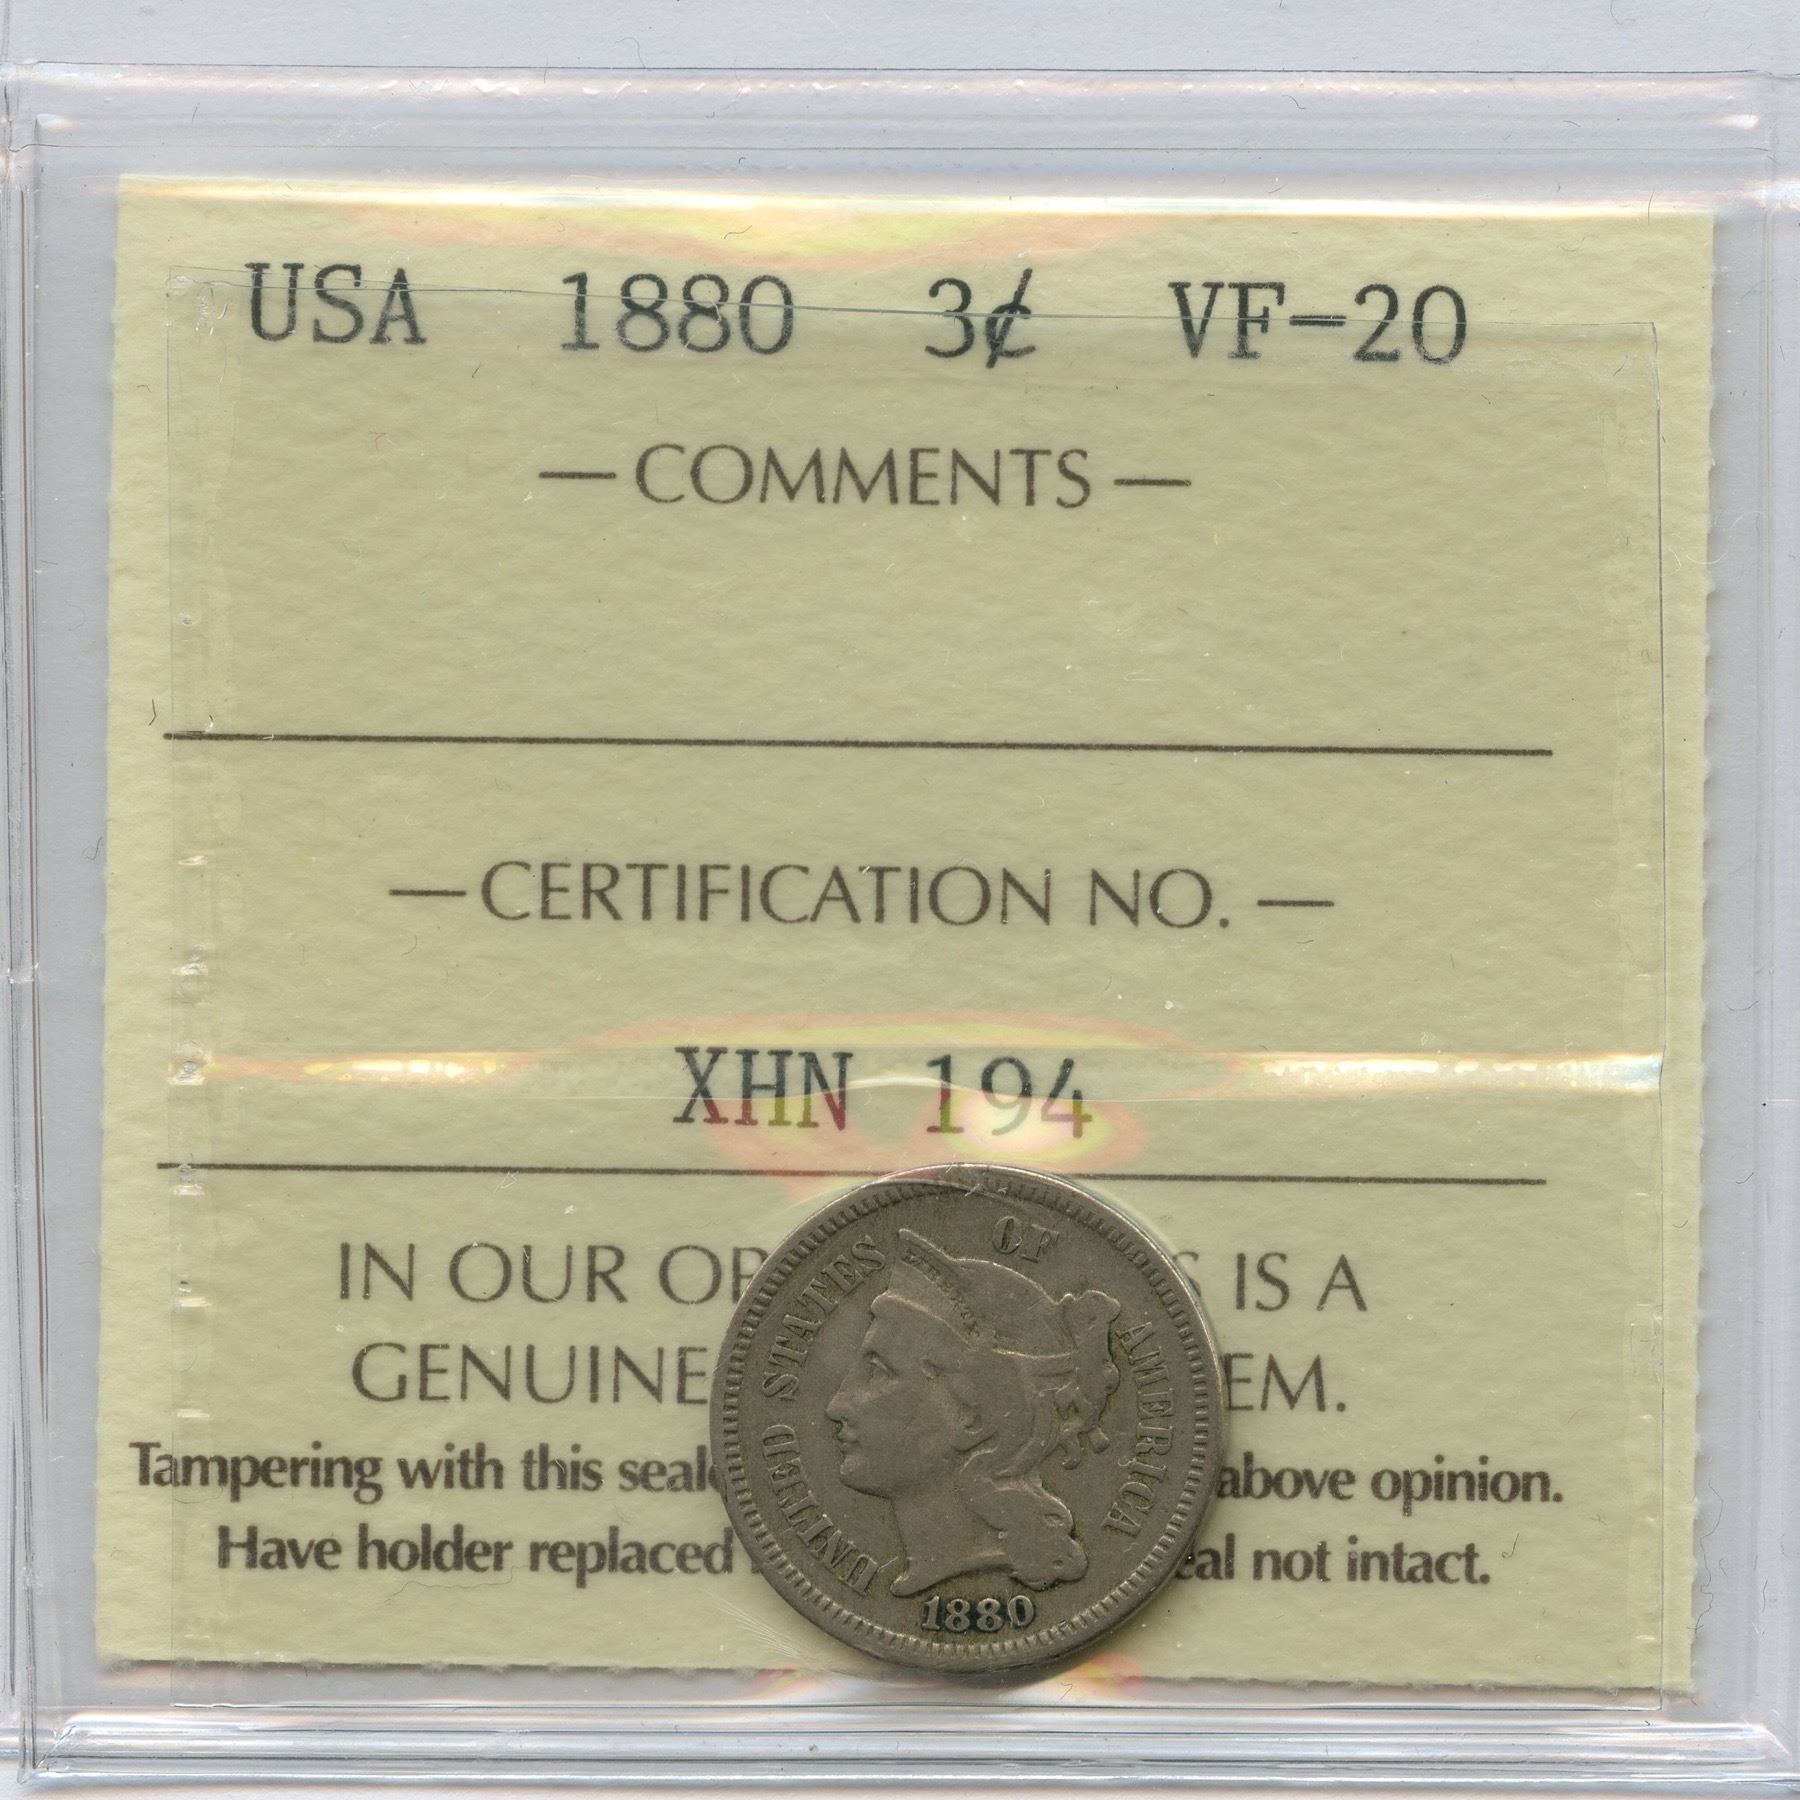 USA 1880 3¢ VF-20
— COMMENTS —
— CERTIFICATION NO. —
XHN 194
IN OUR OP S IS A
GENUINE EM.
Tampering with this seal above opinion.
Have holder replaced eal not intact.
UNITED STATES OF AMERICA
LIBERTY
1880